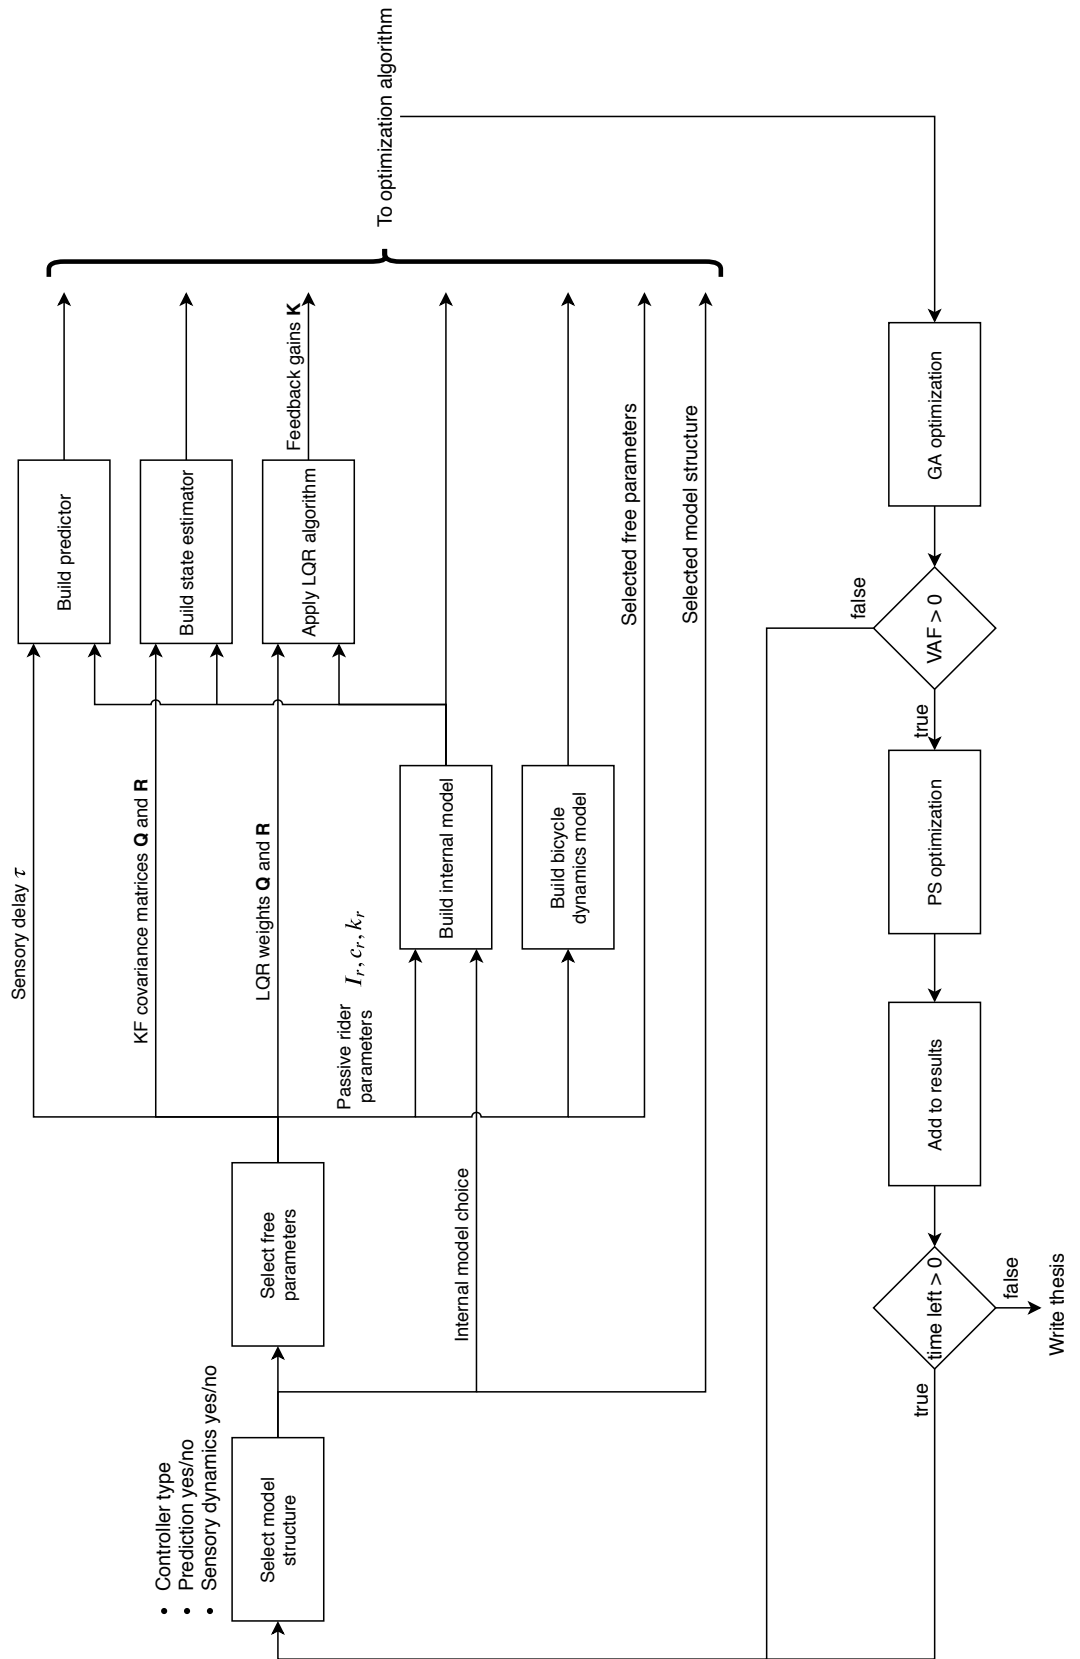 • Controller type
• Prediction yes/no
• Sensory dynamics yes/no
Select model
structure
Select free
parameters
Sensory delay τ
KF covariance matrices Q and R
LQR weights Q and R
Passive rider
parameters
I_r, c_r, k_r
Internal model choice
Build internal model
Build bicycle
dynamics model
Build predictor
Build state estimator
Apply LQR algorithm
Feedback gains K
Selected free parameters
Selected model structure
To optimization algorithm
GA optimization
VAF > 0
false
true
PS optimization
Add to results
time left > 0
true
false
Write thesis